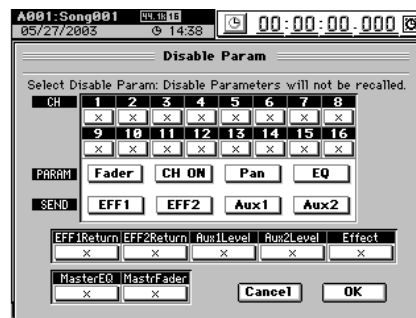 A001:Song001 44.1k16
05/27/2003 14:38 00:00:00.000
Disable Param
Select Disable Param: Disable Parameters will not be recalled.
CH 1 2 3 4 5 6 7 8
× × × × × × × ×
9 10 11 12 13 14 15 16
× × × × × × × ×
PARAM Fader CH ON Pan EQ
SEND EFF1 EFF2 Aux1 Aux2
EFF1Return EFF2Return Aux1Level Aux2Level Effect
× × × × ×
MasterEQ MastrFader
× × Cancel OK